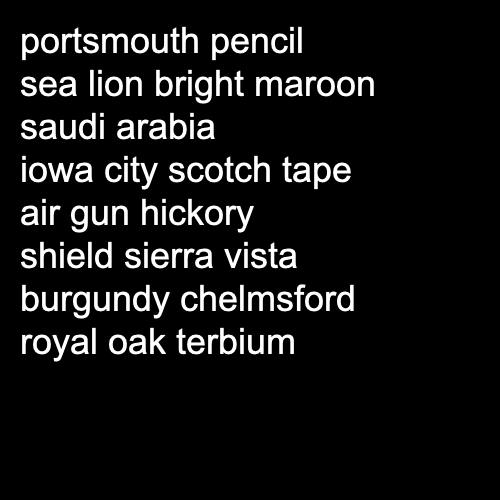 portsmouth pencil
sea lion bright maroon
saudi arabia
iowa city scotch tape
air gun hickory
shield sierra vista
burgundy chelmsford
royal oak terbium